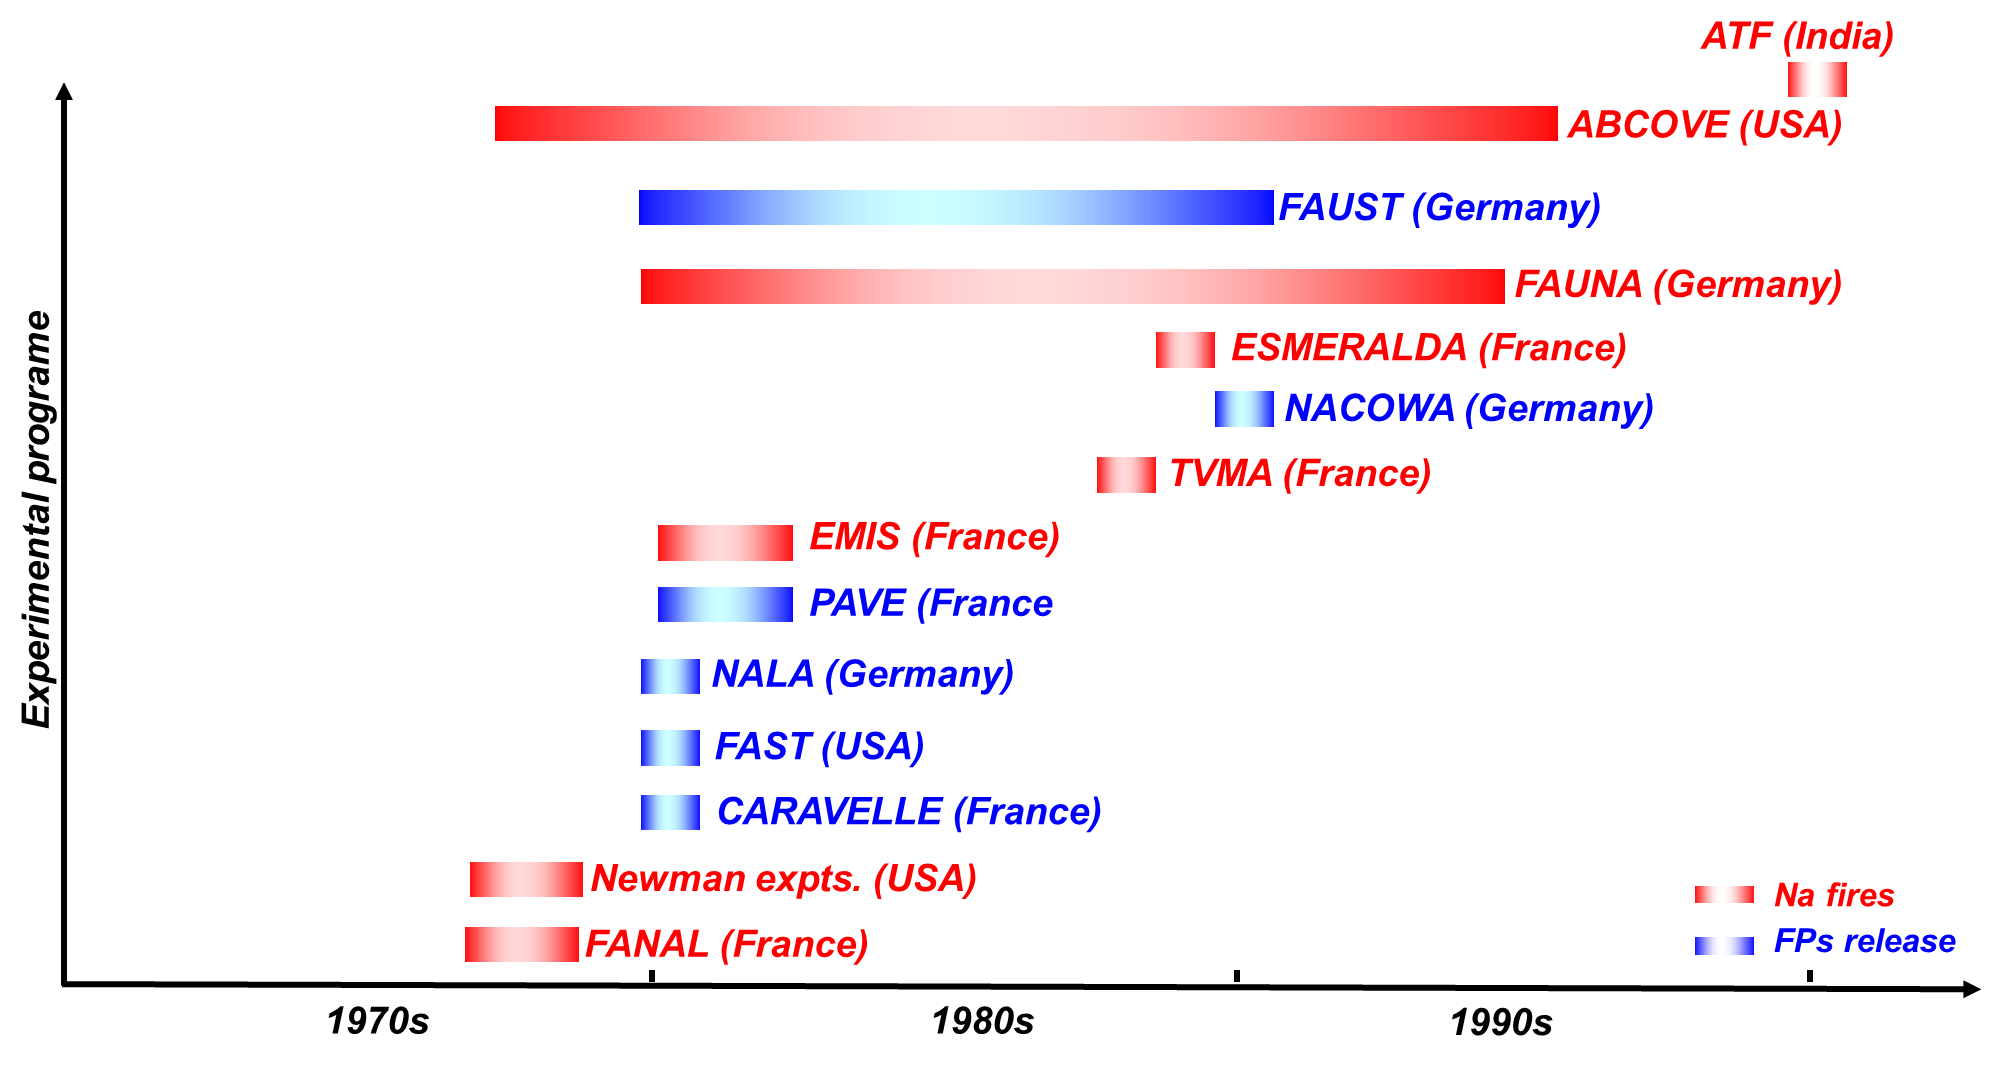 ATF (India)
ABCOVE (USA)
FAUST (Germany)
FAUNA (Germany)
ESMERALDA (France)
NACOWA (Germany)
TVMA (France)
EMIS (France)
PAVE (France
NALA (Germany)
FAST (USA)
CARAVELLE (France)
Newman expts. (USA)
FANAL (France)
Na fires
FPs release
Experimental programe
1970s
1980s
1990s